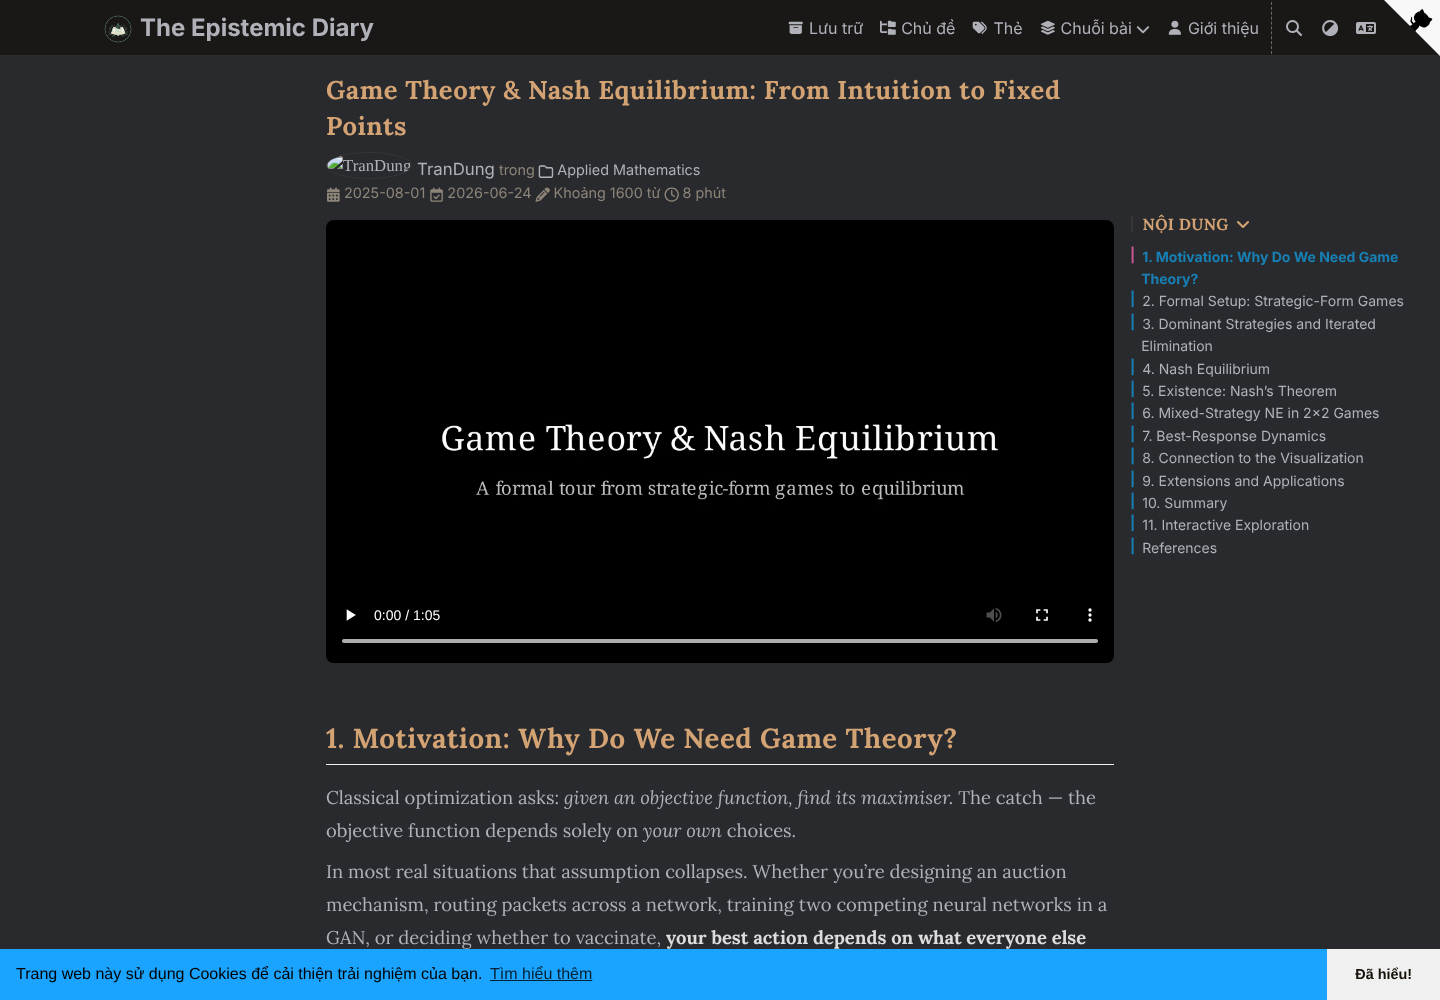 The Epistemic Diary
Lưu trữ
Chủ đề
Thẻ
Chuỗi bài
Giới thiệu
Game Theory & Nash Equilibrium: From Intuition to Fixed
Points
TranDung TranDung trong Applied Mathematics
2025-08-01 2026-06-24 Khoảng 1600 từ 8 phút
Game Theory & Nash Equilibrium
A formal tour from strategic-form games to equilibrium
0:00 / 1:05
NỘI DUNG
1. Motivation: Why Do We Need Game
Theory?
2. Formal Setup: Strategic-Form Games
3. Dominant Strategies and Iterated
Elimination
4. Nash Equilibrium
5. Existence: Nash’s Theorem
6. Mixed-Strategy NE in 2×2 Games
7. Best-Response Dynamics
8. Connection to the Visualization
9. Extensions and Applications
10. Summary
11. Interactive Exploration
References
1. Motivation: Why Do We Need Game Theory?
Classical optimization asks: given an objective function, find its maximiser. The catch — the
objective function depends solely on your own choices.
In most real situations that assumption collapses. Whether you’re designing an auction
mechanism, routing packets across a network, training two competing neural networks in a
GAN, or deciding whether to vaccinate, your best action depends on what everyone else
Trang web này sử dụng Cookies để cải thiện trải nghiệm của bạn. Tìm hiểu thêm
Đã hiểu!